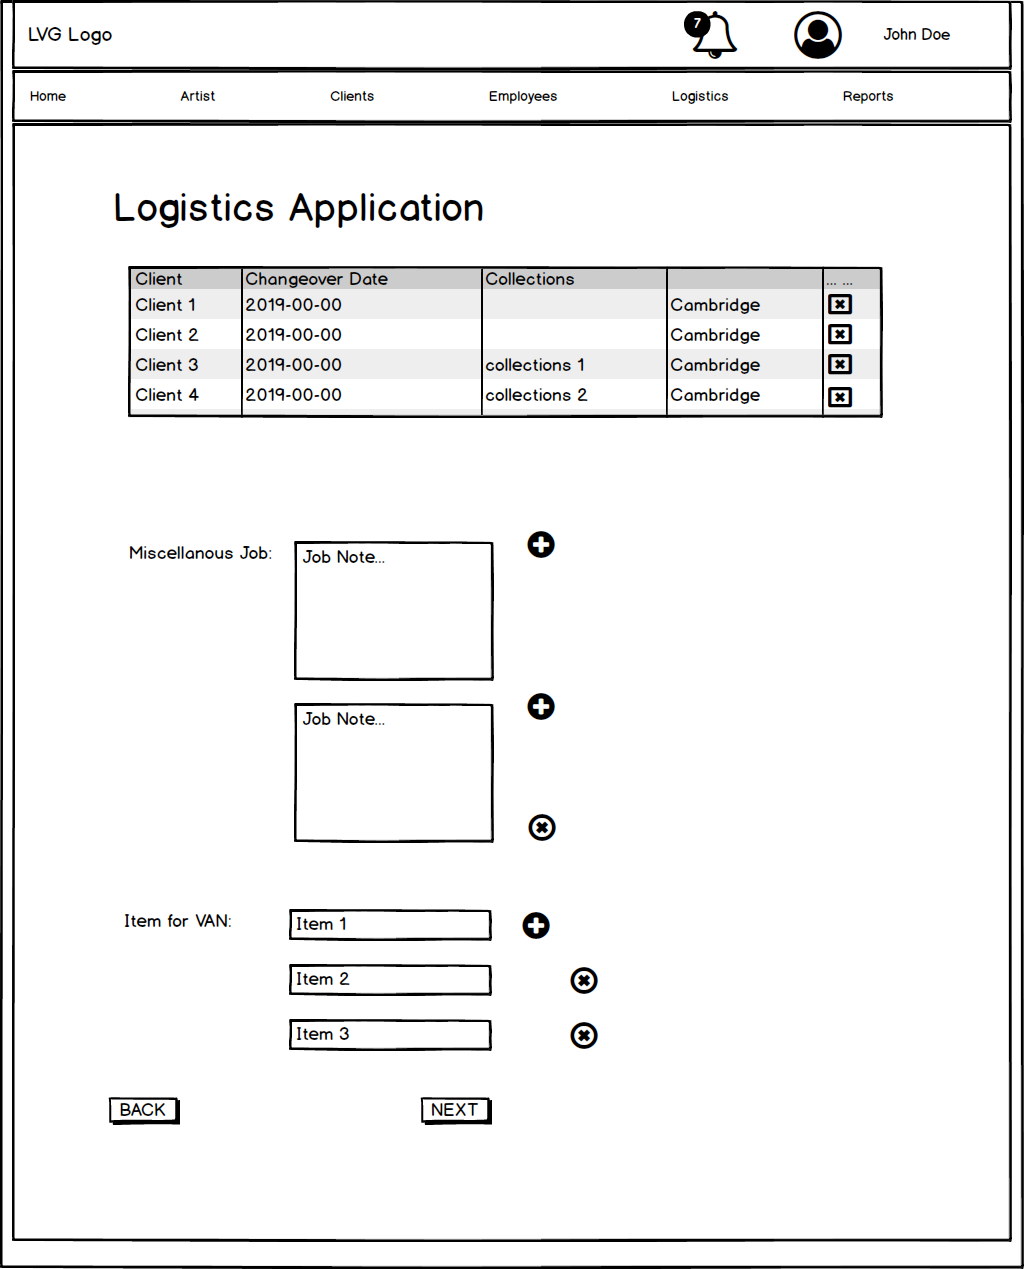 LVG Logo 7 John Doe
Home Artist Clients Employees Logistics Reports
Logistics Application
Client Changeover Date Collections ... ...
Client 1 2019-00-00 Cambridge
Client 2 2019-00-00 Cambridge
Client 3 2019-00-00 collections 1 Cambridge
Client 4 2019-00-00 collections 2 Cambridge
Miscellanous Job: Job Note...
Job Note...
Item for VAN: Item 1
Item 2
Item 3
BACK NEXT